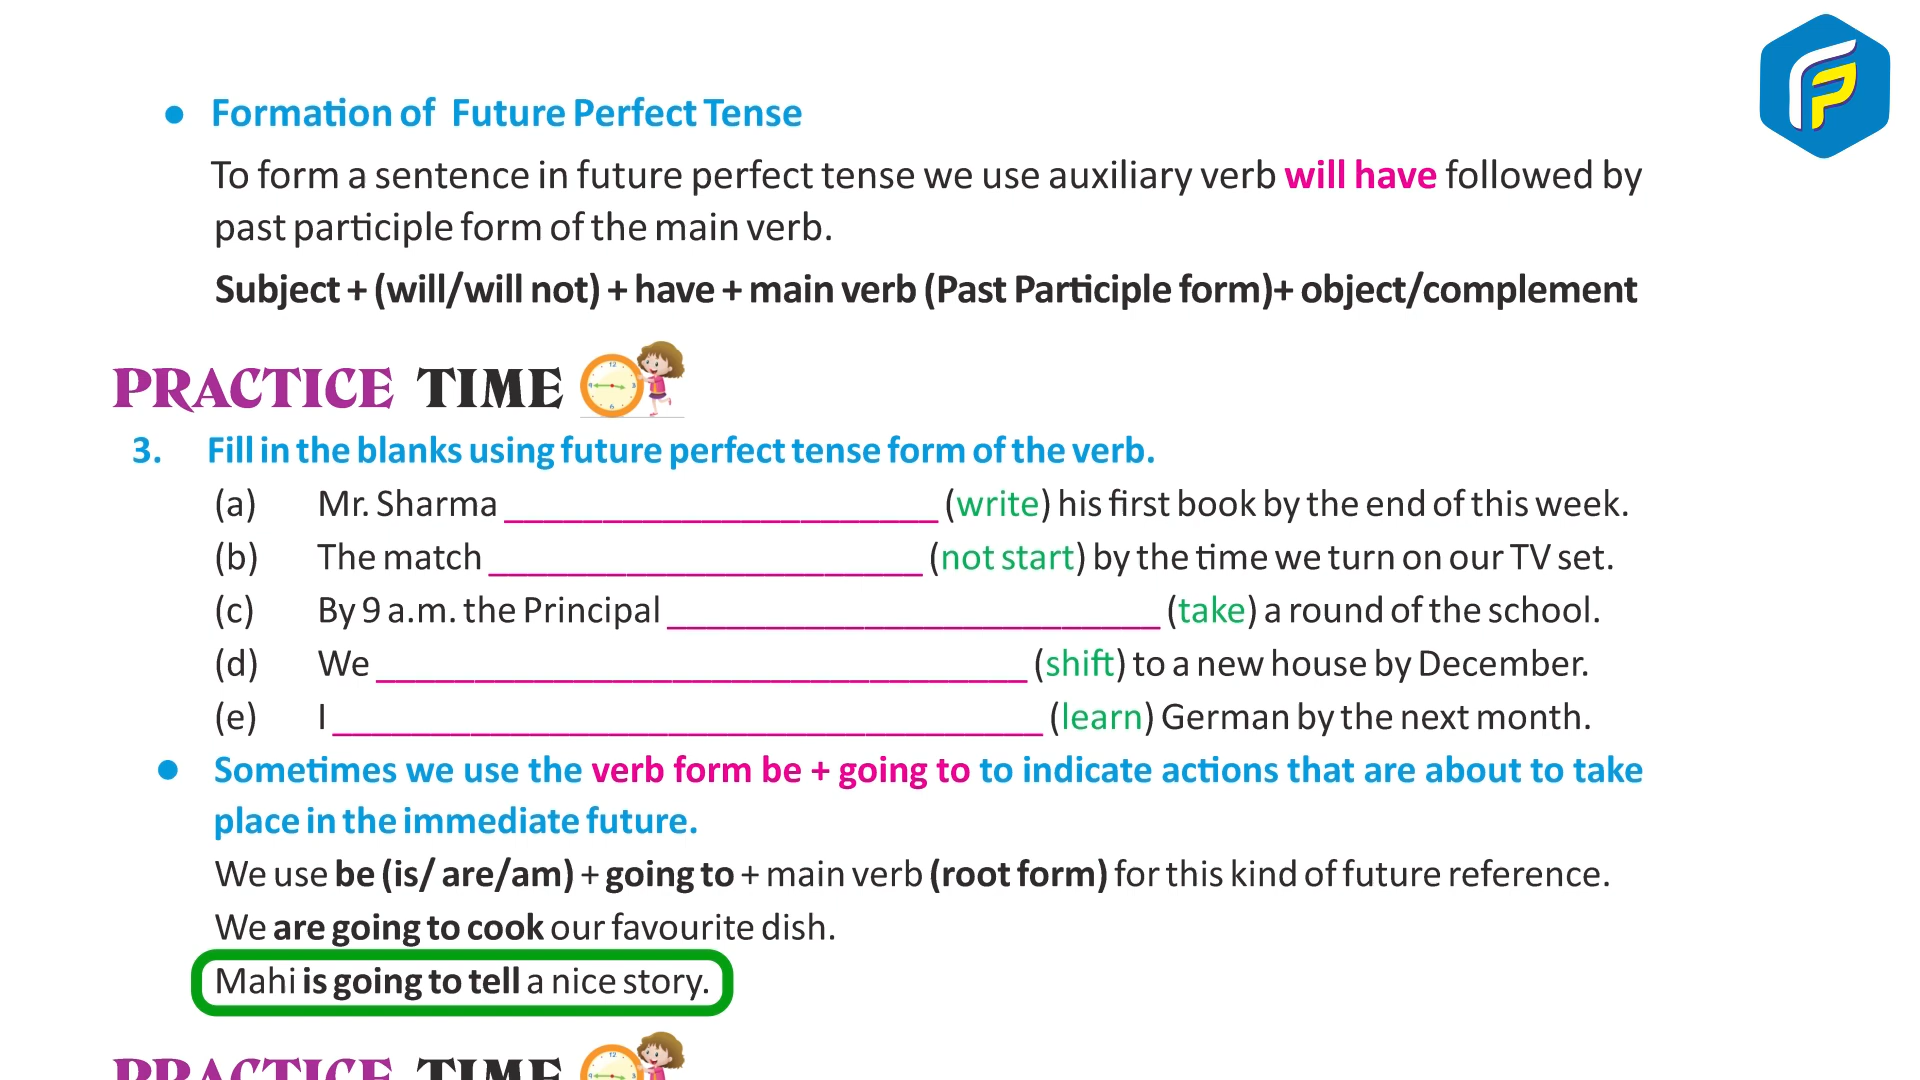 Formation of Future Perfect Tense
To form a sentence in future perfect tense we use auxiliary verb will have followed by
past participle form of the main verb.
Subject + (will/will not) + have + main verb (Past Participle form)+ object/complement
PRACTICE TIME
3. Fill in the blanks using future perfect tense form of the verb.
(a) Mr. Sharma ______________________ (write) his first book by the end of this week.
(b) The match ______________________ (not start) by the time we turn on our TV set.
(c) By 9 a.m. the Principal _________________________ (take) a round of the school.
(d) We _________________________________ (shift) to a new house by December.
(e) I ____________________________________ (learn) German by the next month.
Sometimes we use the verb form be + going to to indicate actions that are about to take
place in the immediate future.
We use be (is/ are/am) + going to + main verb (root form) for this kind of future reference.
We are going to cook our favourite dish.
Mahi is going to tell a nice story.
PRACTICE TIME